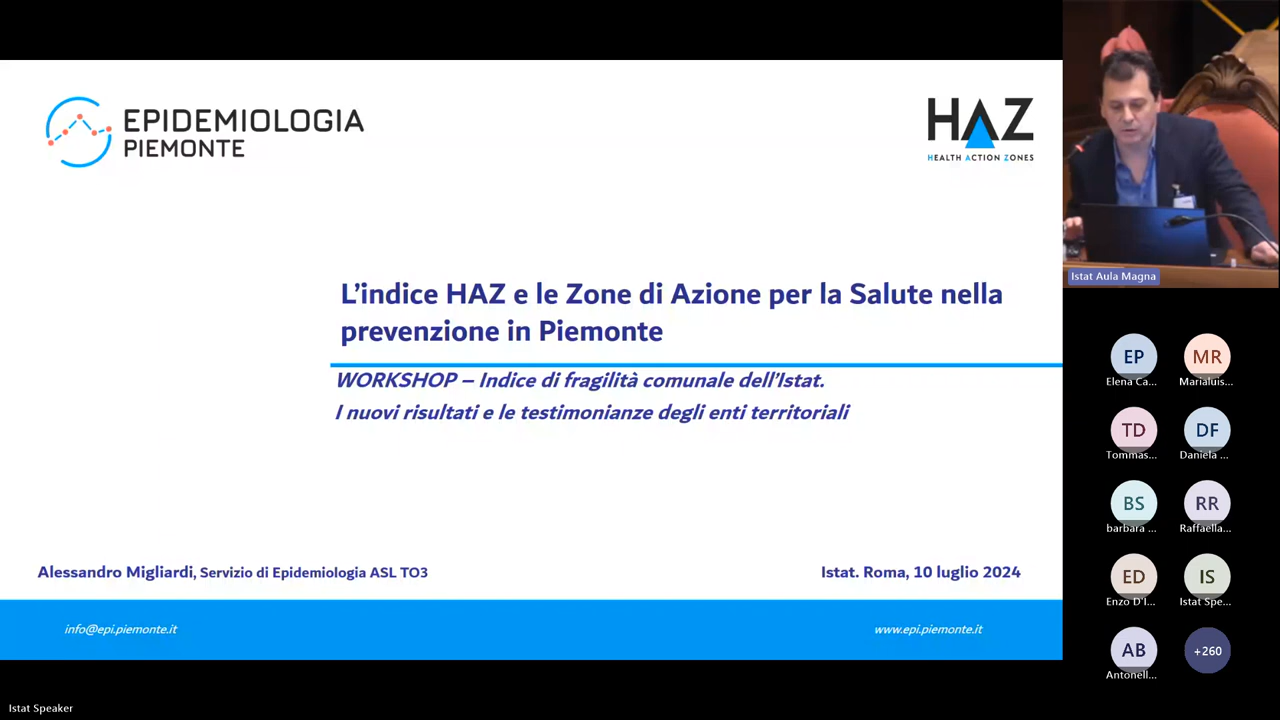 EPIDEMIOLOGIA
PIEMONTE
HAZ
HEALTH ACTION ZONES
L'indice HAZ e le Zone di Azione per la Salute nella
prevenzione in Piemonte
WORKSHOP – Indice di fragilità comunale dell'Istat.
I nuovi risultati e le testimonianze degli enti territoriali
Alessandro Migliardi, Servizio di Epidemiologia ASL TO3
Istat. Roma, 10 luglio 2024
info@epi.piemonte.it
www.epi.piemonte.it
Istat Speaker
Istat Aula Magna
EP
Elena Ca...
MR
Marialuis...
TD
Tommas...
DF
Daniela ...
BS
barbara ...
RR
Raffaella...
ED
Enzo D'I...
IS
Istat Spe...
AB
Antonell...
+260